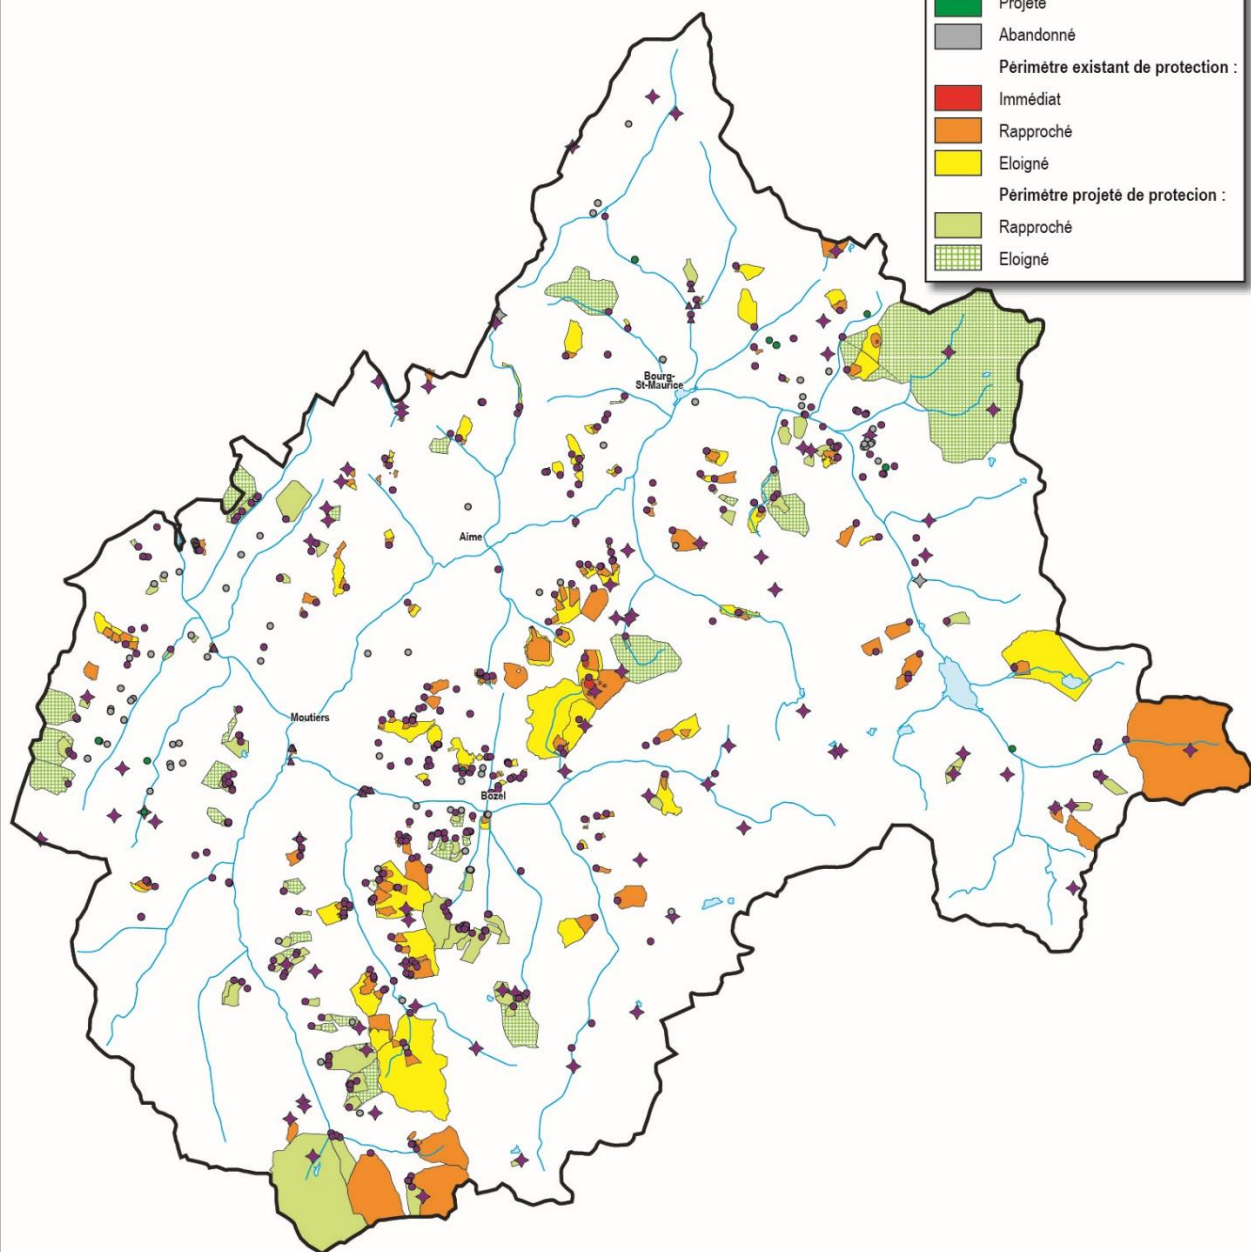 Projeté
Abandonné
Périmètre existant de protection :
Immédiat
Rapproché
Eloigné
Périmètre projeté de protecion :
Rapproché
Eloigné
Bourg-
St-Maurice
Aime
Moutiers
Bozel